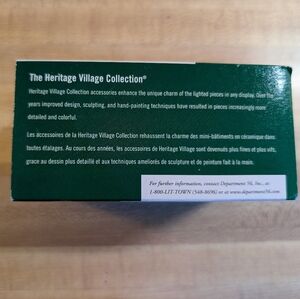 The Heritage Village Collection®
Heritage Village Collection accessories enhance the unique charm of the lighted pieces in any display. Over the
years improved design, sculpting, and hand-painting techniques have resulted in pieces increasingly more
detailed and colorful.
Les accessoires de la Heritage Village Collection rehaussent la charme des mini-bâtiments en céramique dans
toutes étalages. Au cours des années, les accessoires de Heritage Village sont devenuits plus fines et plus vifs,
grace au dessin plus detaillé et aux techniques ameliorés de sculpture et de peinture fait à la main.
For further information, contact Department 56, Inc., at:
1-800-LIT-TOWN (548-8696) or at www.department56.com